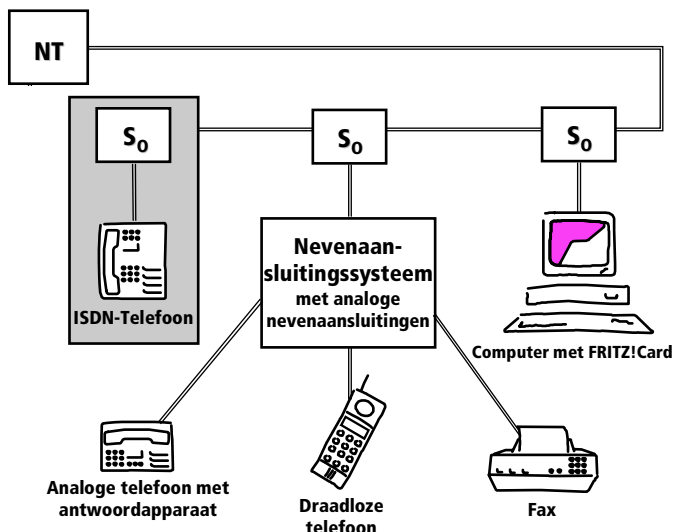 NT
S0
S0
S0
ISDN-Telefoon
Nevenaan-
sluitingssysteem
met analoge
nevenaansluitingen
Computer met FRITZ!Card
Analoge telefoon met
antwoordapparaat
Draadloze
telefoon
Fax